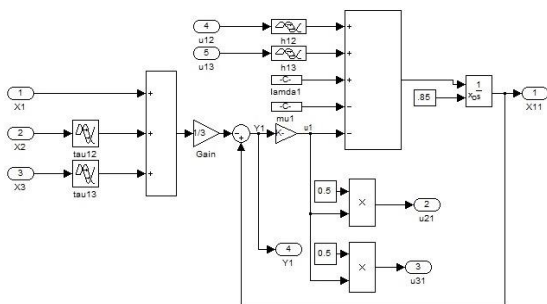 4
u12
5
u13
h12
h13
-C-
lamda1
-C-
mu1
+
+
+
−
−
1
X1
2
X2
tau12
3
X3
tau13
+
+
+
1/3
Gain
−
+
Y1
-K-
u1
.85
1
s
xo
1
X11
0.5
×
2
u21
0.5
×
3
u31
4
Y1